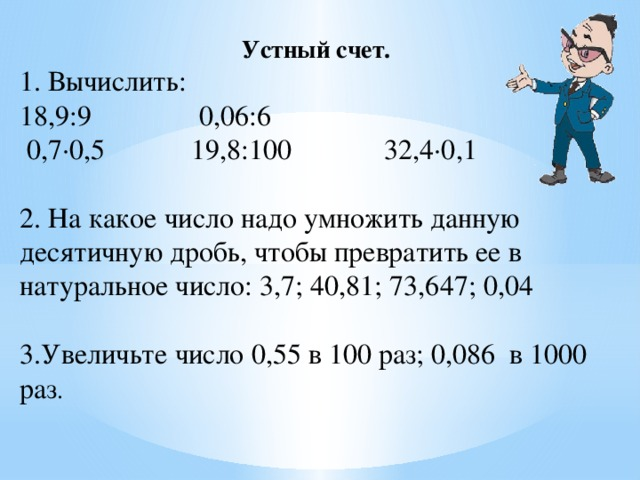 Устный счет.
1. Вычислить:
18,9:9 0,06:6
0,7·0,5 19,8:100 32,4·0,1
2. На какое число надо умножить данную
десятичную дробь, чтобы превратить ее в
натуральное число: 3,7; 40,81; 73,647; 0,04
3.Увеличьте число 0,55 в 100 раз; 0,086 в 1000
раз.